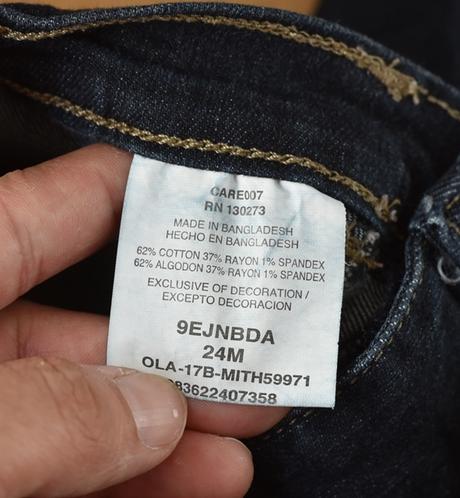 CARE007
RN 130273
MADE IN BANGLADESH
HECHO EN BANGLADESH
62% COTTON 37% RAYON 1% SPANDEX
62% ALGODON 37% RAYON 1% SPANDEX
EXCLUSIVE OF DECORATION /
EXCEPTO DECORACION
9EJNBDA
24M
OLA-17B-MITH59971